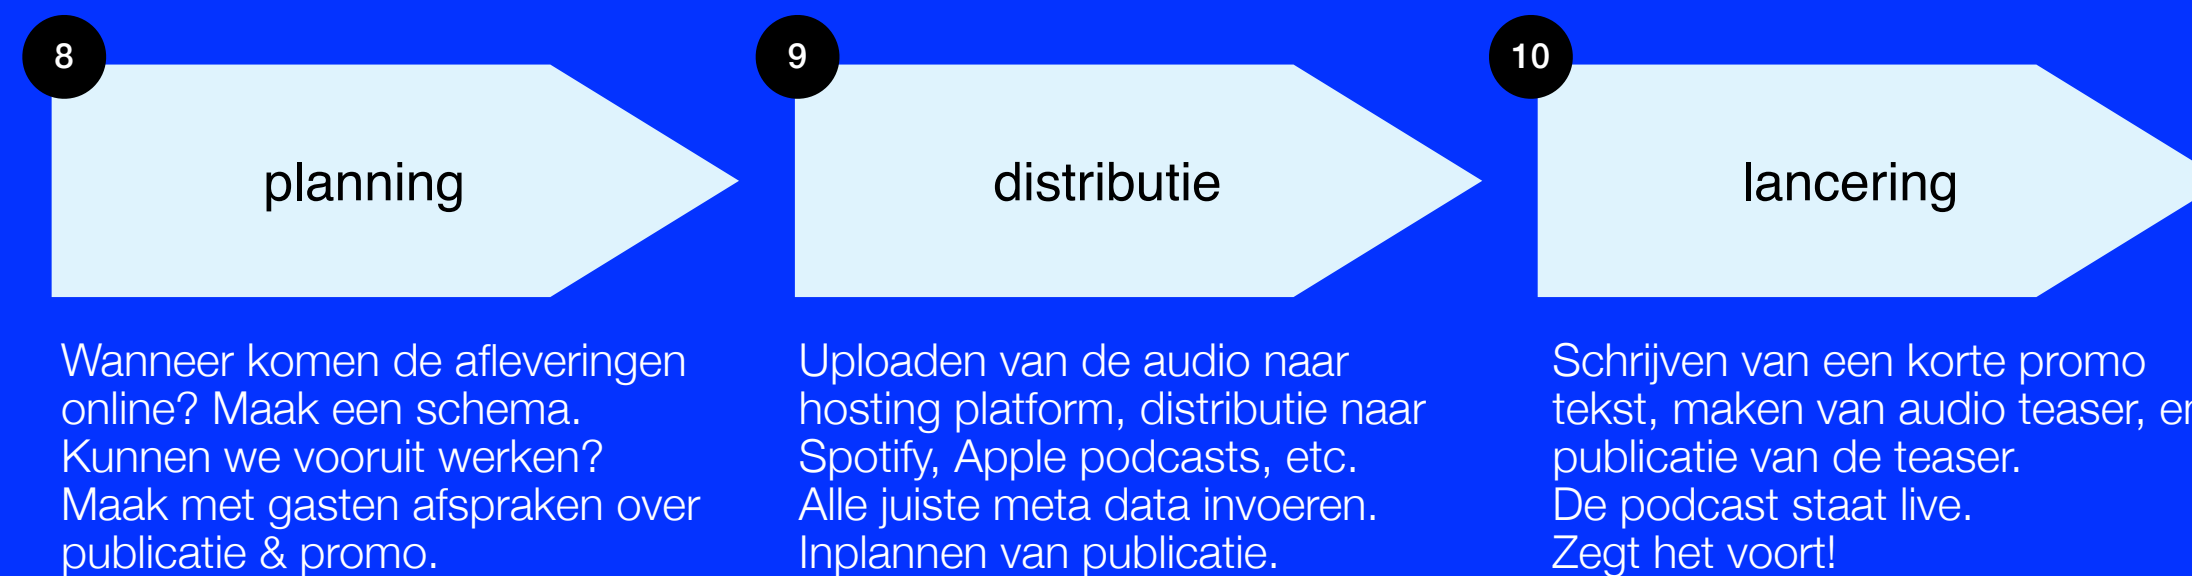 8
planning
Wanneer komen de afleveringen
online? Maak een schema.
Kunnen we vooruit werken?
Maak met gasten afspraken over
publicatie & promo.
9
distributie
Uploaden van de audio naar
hosting platform, distributie naar
Spotify, Apple podcasts, etc.
Alle juiste meta data invoeren.
Inplannen van publicatie.
10
lancering
Schrijven van een korte promo
tekst, maken van audio teaser, en
publicatie van de teaser.
De podcast staat live.
Zegt het voort!